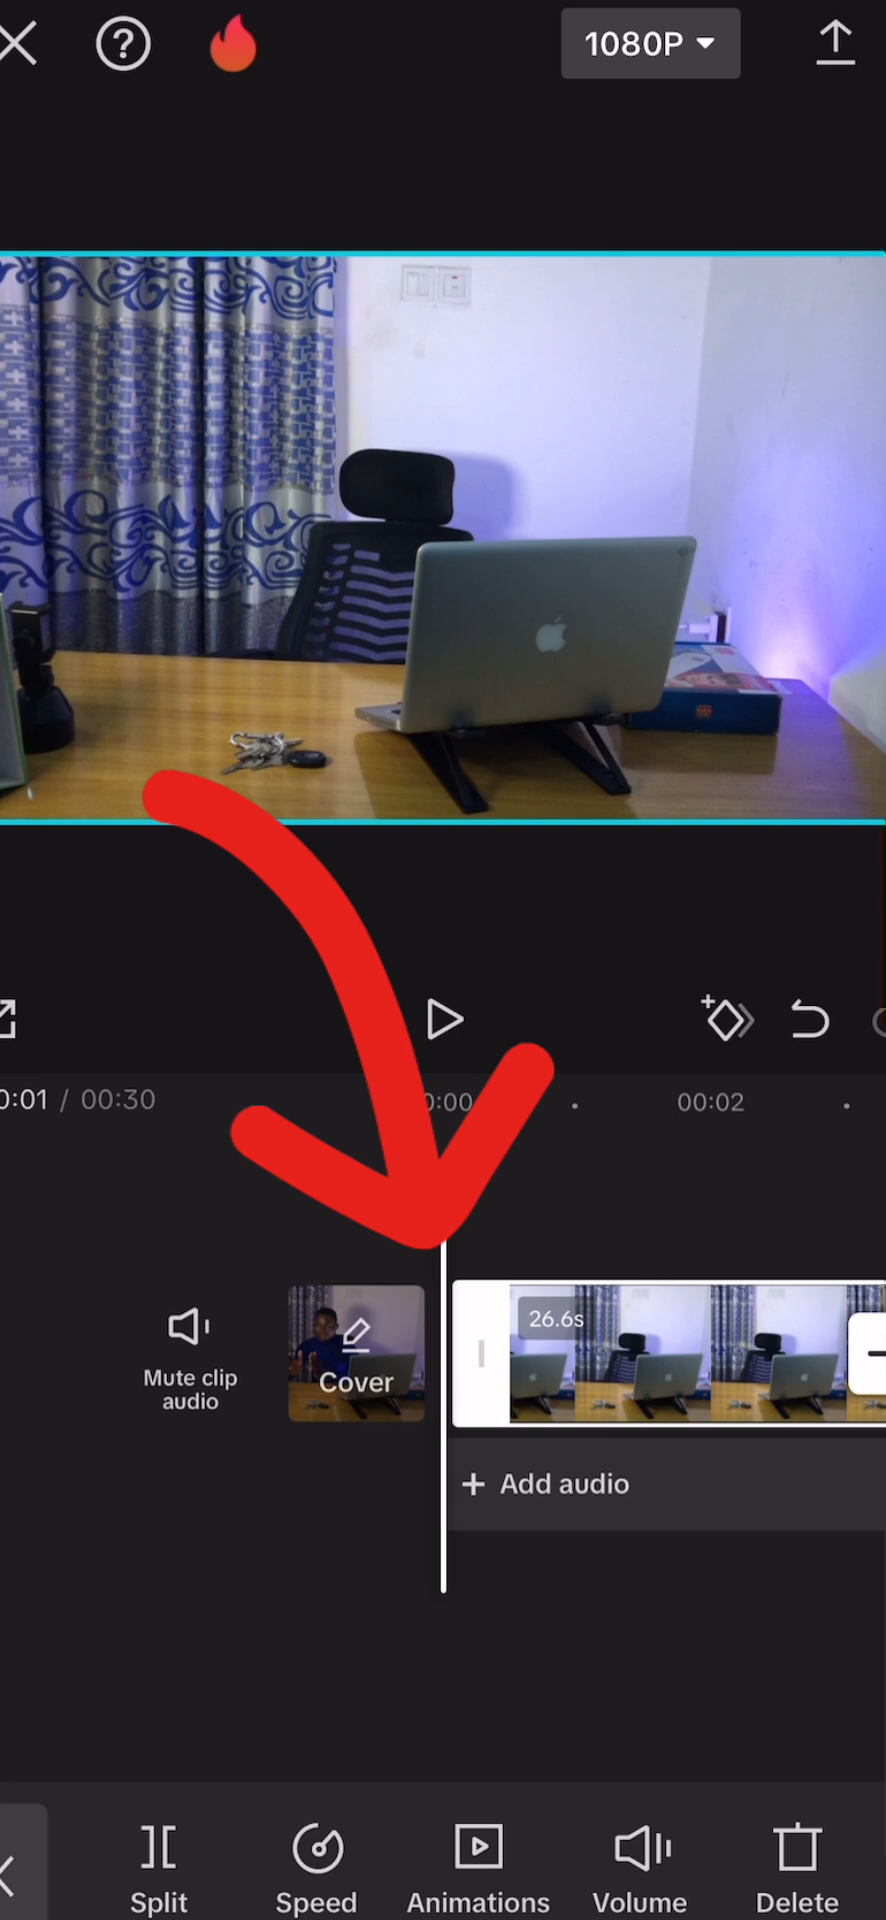 1080P
0:01 / 00:30
0:00
00:02
26.6s
Mute clip
audio
Cover
+ Add audio
Split
Speed
Animations
Volume
Delete